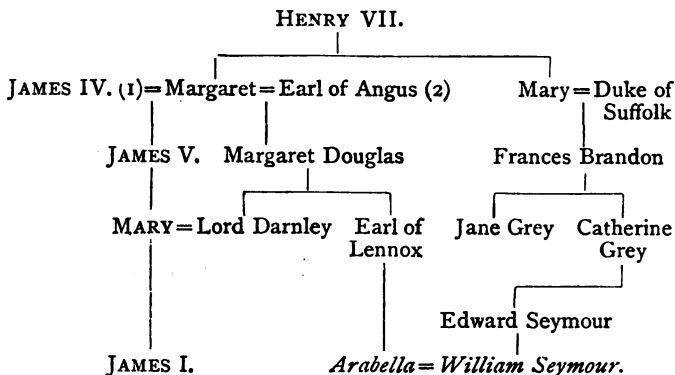 HENRY VII.
JAMES IV. (1)=Margaret=Earl of Angus (2) Mary=Duke of
Suffolk
JAMES V. Margaret Douglas Frances Brandon
MARY=Lord Darnley Earl of Jane Grey Catherine
Lennox Grey
Edward Seymour
JAMES I. Arabella=William Seymour.